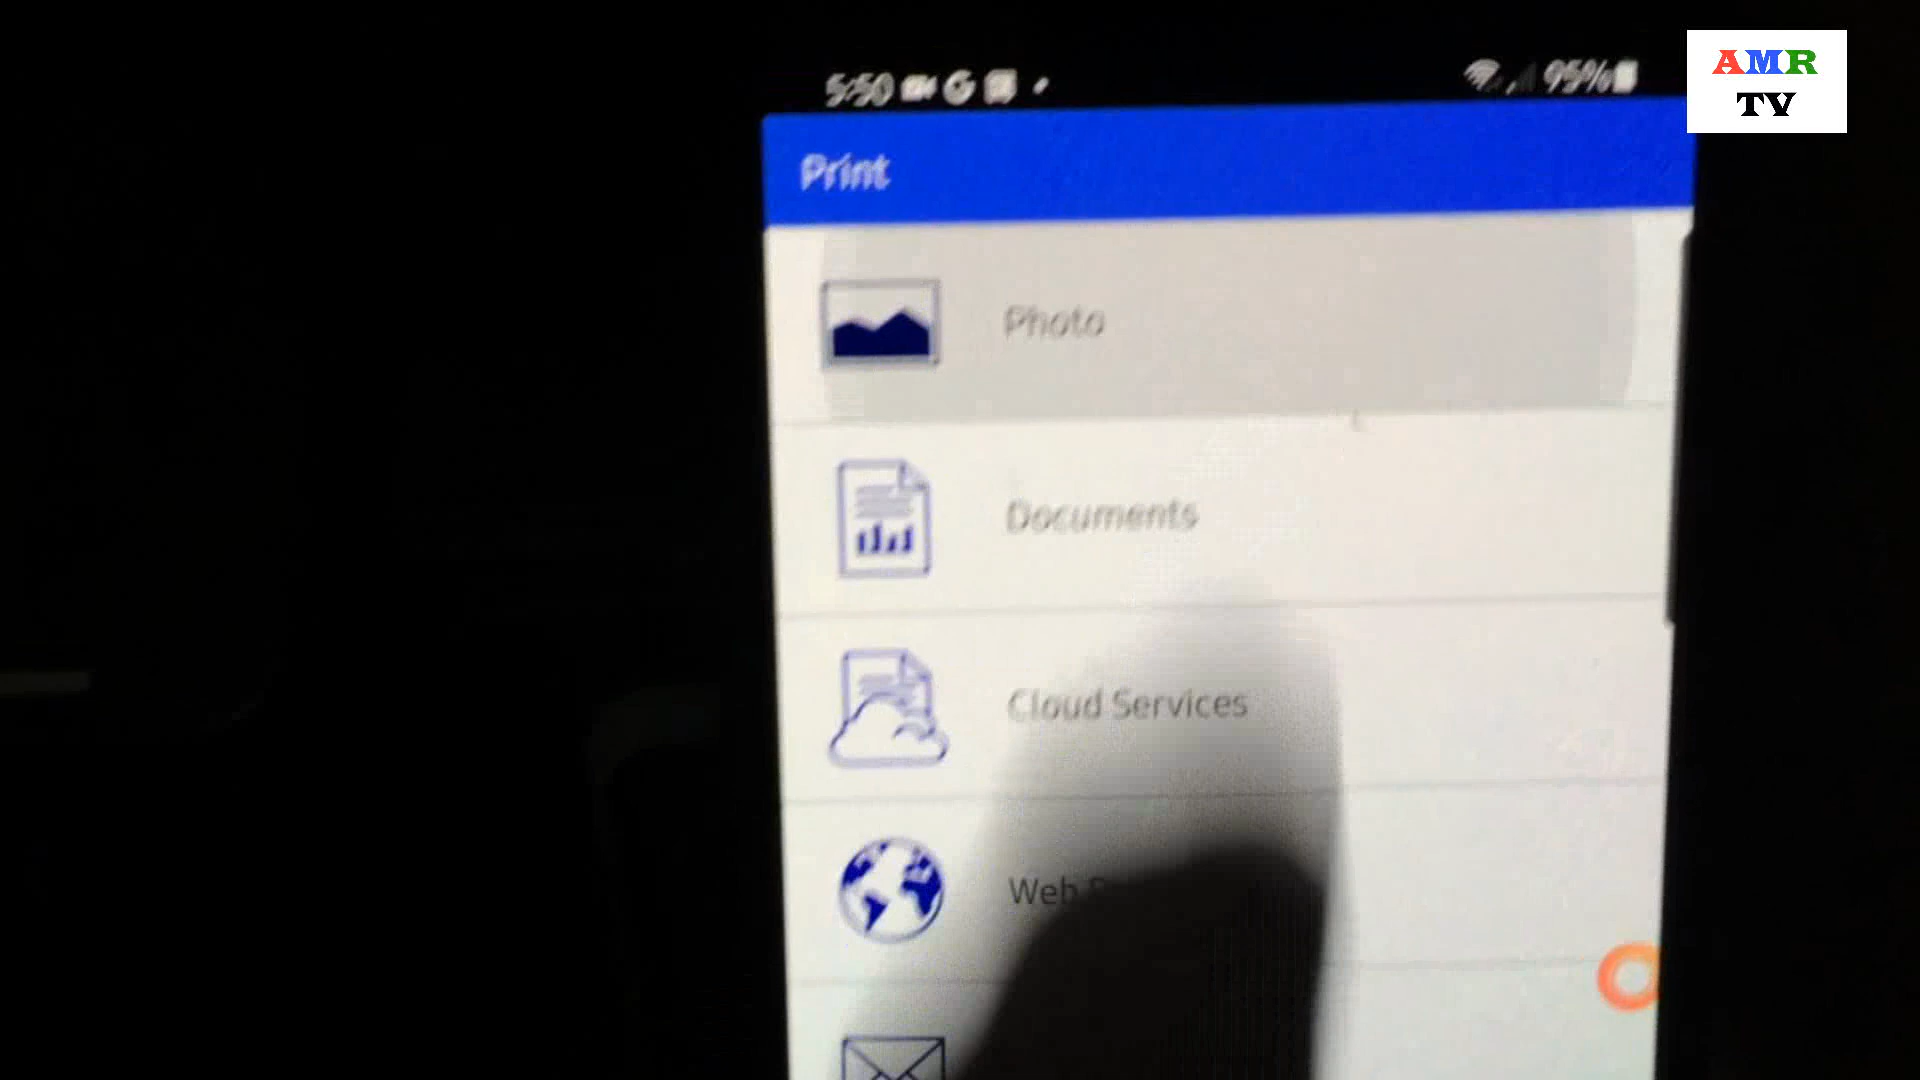 AMR
TV
5:50
95%
Print
Photo
Documents
Cloud Services
Web